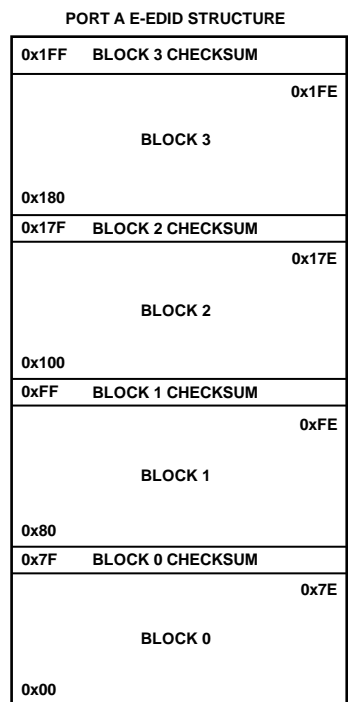 PORT A E-EDID STRUCTURE
0x1FF BLOCK 3 CHECKSUM
0x1FE
BLOCK 3
0x180
0x17F BLOCK 2 CHECKSUM
0x17E
BLOCK 2
0x100
0xFF BLOCK 1 CHECKSUM
0xFE
BLOCK 1
0x80
0x7F BLOCK 0 CHECKSUM
0x7E
BLOCK 0
0x00